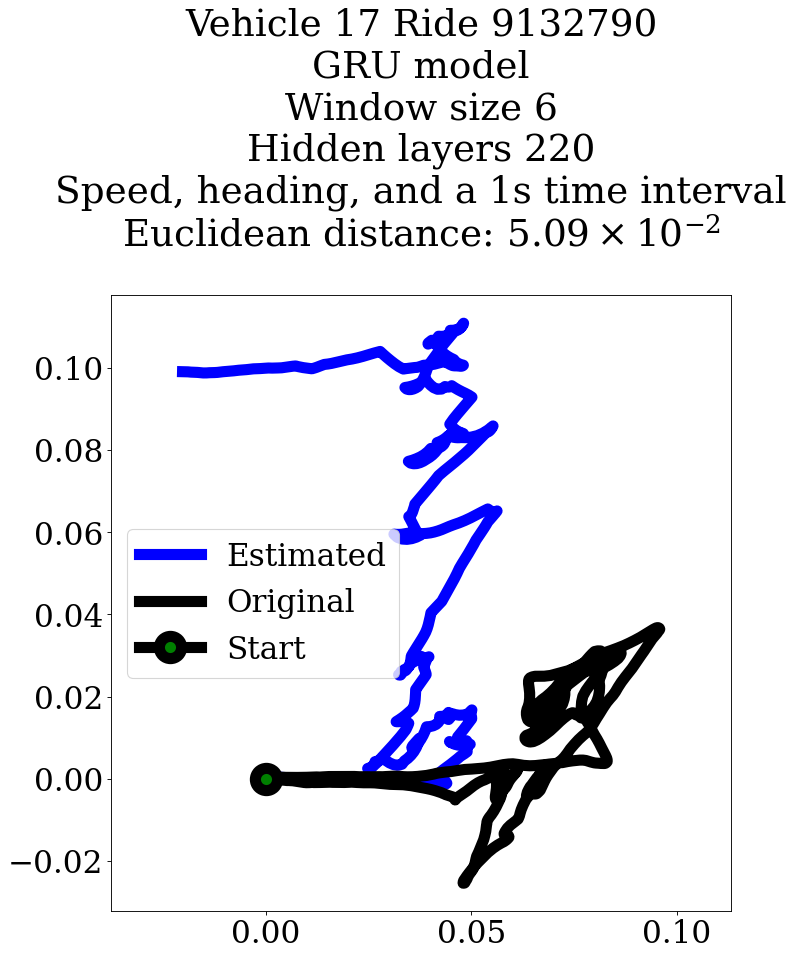 Vehicle 17 Ride 9132790
GRU model
Window size 6
Hidden layers 220
Speed, heading, and a 1s time interval
Euclidean distance: 5.09 × 10⁻²
0.10
0.08
0.06
0.04
0.02
0.00
−0.02
Estimated
Original
Start
0.00 0.05 0.10